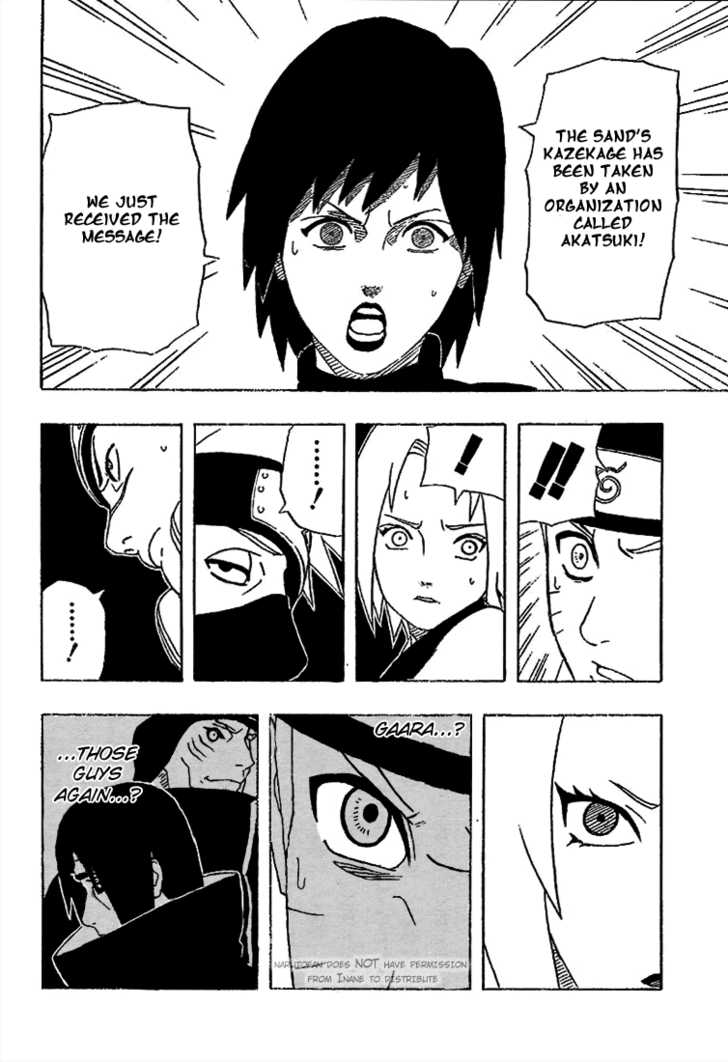 THE SAND'S
KAZEKAGE HAS
BEEN TAKEN
BY AN
ORGANIZATION
CALLED
AKATSUKI!
WE JUST
RECEIVED THE
MESSAGE!
!!
!
......!
......!
GAARA...?
...THOSE
GUYS
AGAIN...?
NARUTOFAN DOES NOT HAVE PERMISSION
FROM INANE TO DISTRIBUTE